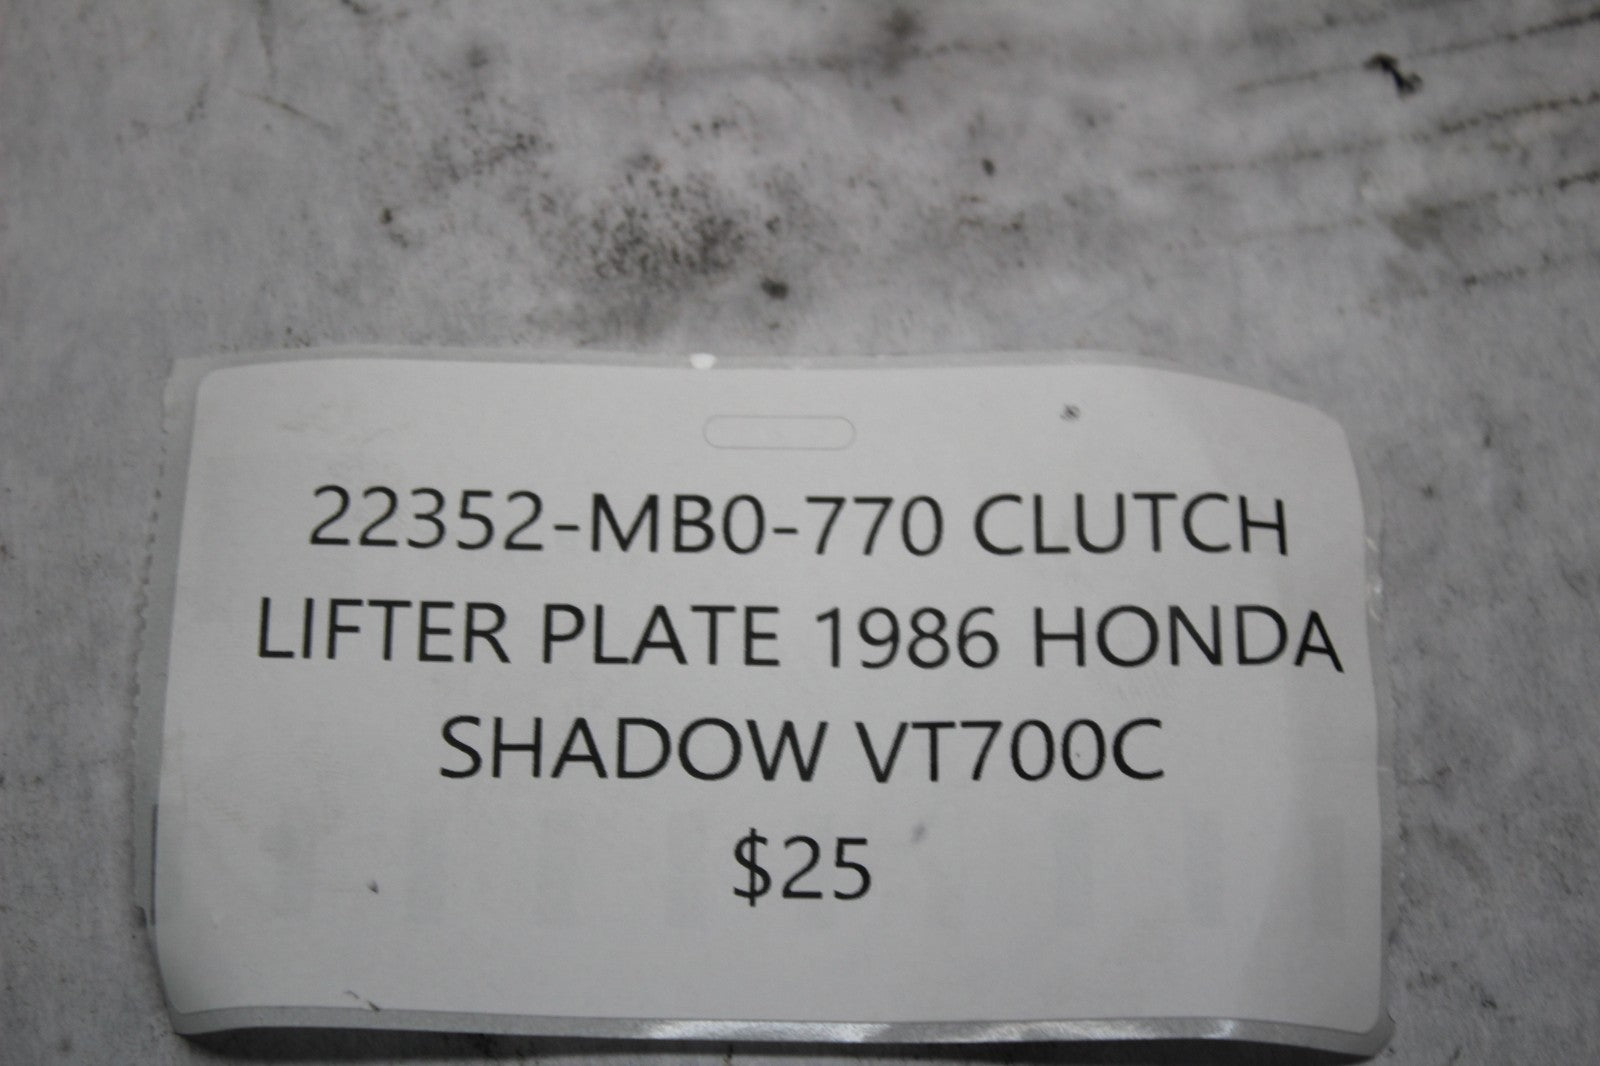 22352-MB0-770 CLUTCH
LIFTER PLATE 1986 HONDA
SHADOW VT700C
$25